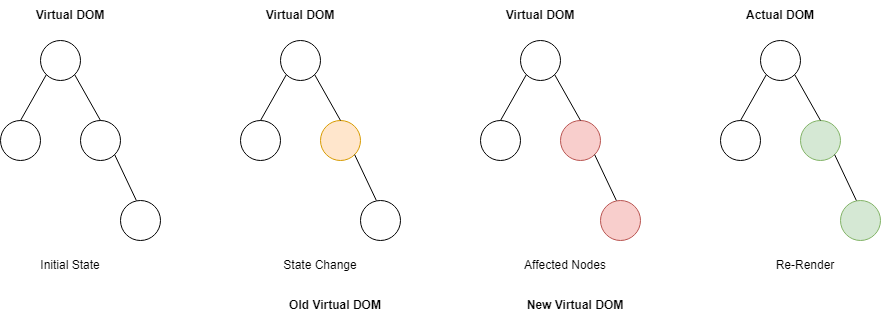 Virtual DOM
Virtual DOM
Virtual DOM
Actual DOM
Initial State
State Change
Affected Nodes
Re-Render
Old Virtual DOM
New Virtual DOM